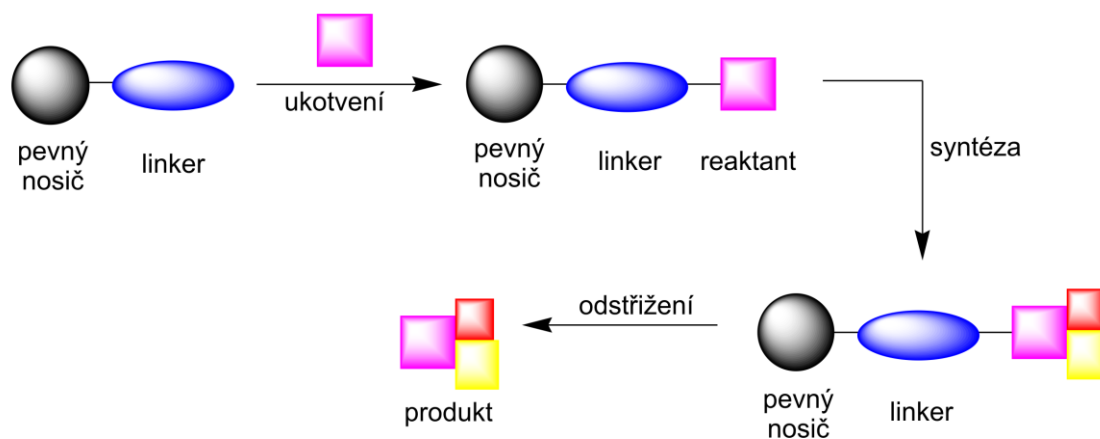 ukotvení
pevný
nosič
linker
pevný
nosič
linker
reaktant
syntéza
odstřižení
produkt
pevný
nosič
linker